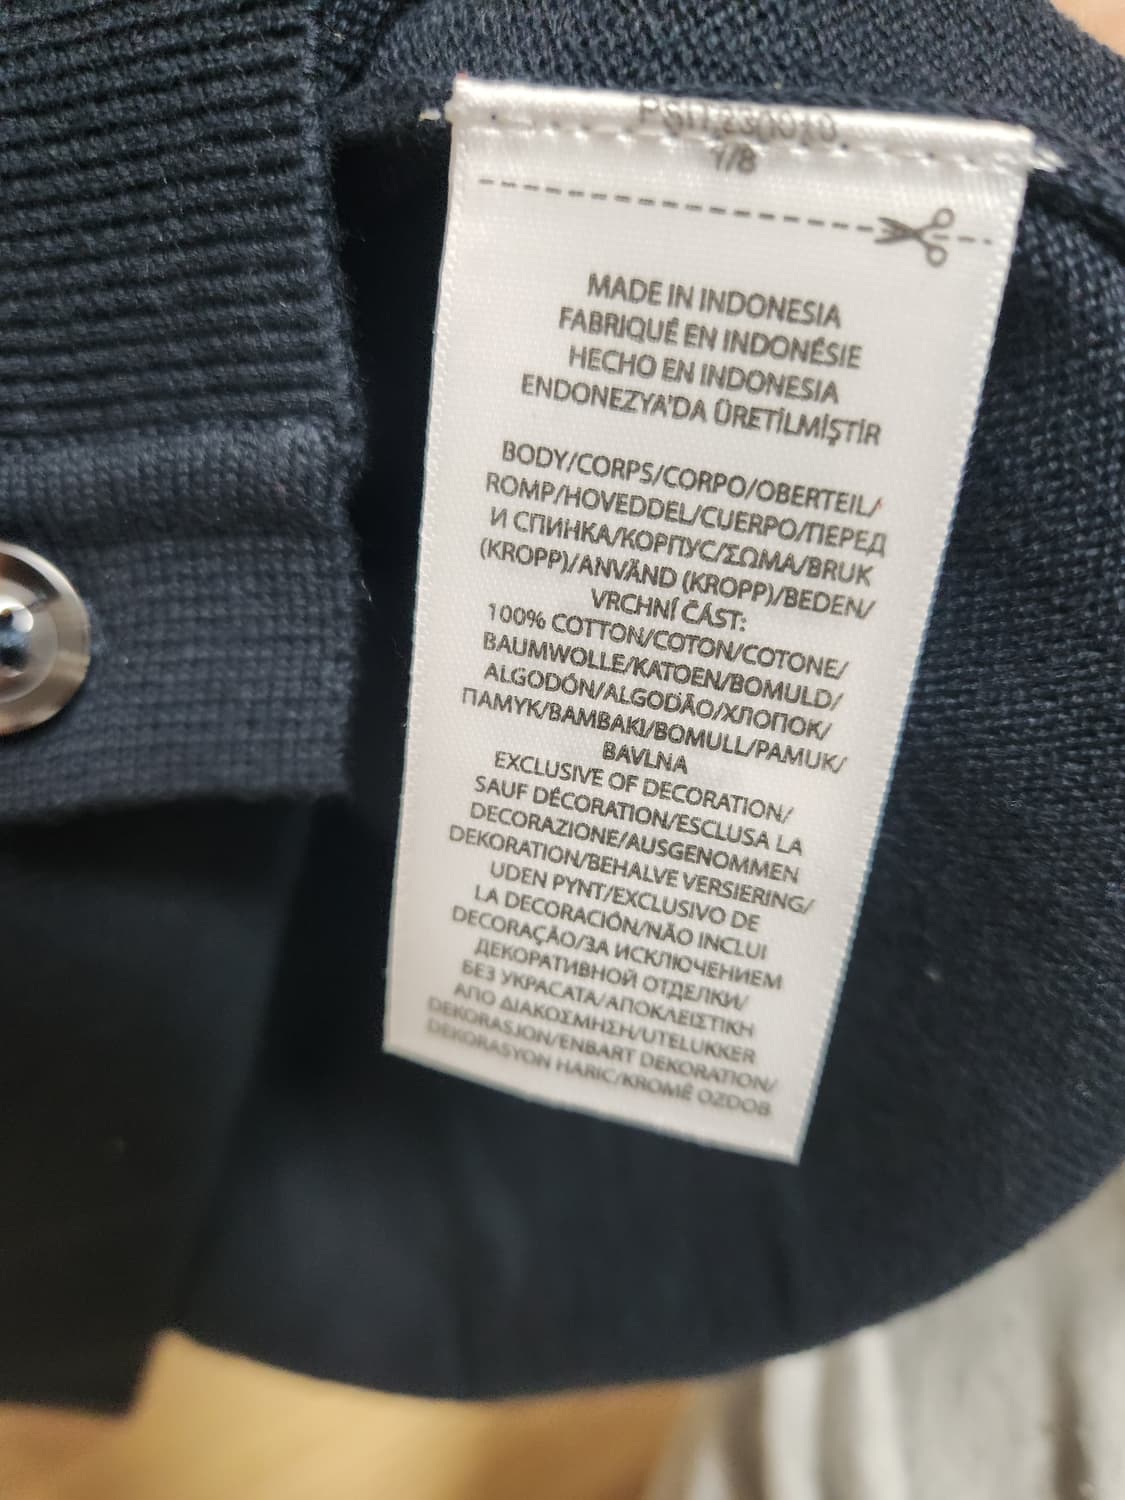 1/8
MADE IN INDONESIA
FABRIQUÉ EN INDONÉSIE
HECHO EN INDONESIA
ENDONEZYA'DA ÜRETİLMİŞTİR
BODY/CORPS/CORPO/OBERTEIL/
ROMP/HOVEDDEL/CUERPO/ПЕРЕД
И СПИНКА/КОРПУС/ΣΩΜΑ/BRUK
(KROPP)/ANVÄND (KROPP)/BEDEN/
VRCHNÍ ČÁST:
100% COTTON/COTON/COTONE/
BAUMWOLLE/KATOEN/BOMULD/
ALGODÓN/ALGODÃO/ХЛОПОК/
ПАМУК/BAMBAKI/BOMULL/PAMUK/
BAVLNA
EXCLUSIVE OF DECORATION/
SAUF DÉCORATION/ESCLUSA LA
DECORAZIONE/AUSGENOMMEN
DEKORATION/BEHALVE VERSIERING/
UDEN PYNT/EXCLUSIVO DE
LA DECORACIÓN/NÃO INCLUI
DECORAÇÃO/ЗА ИСКЛЮЧЕНИЕМ
ДЕКОРАТИВНОЙ ОТДЕЛКИ/
БЕЗ УКРАСАТА/ΑΠΟΚΛΕΙΣΤΙΚΗ
ΑΠΟ ΔΙΑΚΟΣΜΗΣΗ/UTELUKKER
DEKORASJON/ENBART DEKORATION/
DEKORASYON HARIC/KROMĚ OZDOB